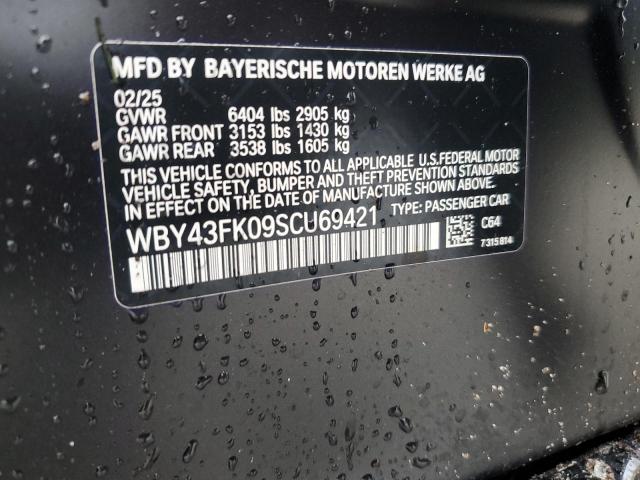 MFD BY BAYERISCHE MOTOREN WERKE AG
02/25
GVWR 6404 lbs 2905 kg
GAWR FRONT 3153 lbs 1430 kg
GAWR REAR 3538 lbs 1605 kg
THIS VEHICLE CONFORMS TO ALL APPLICABLE U.S.FEDERAL MOTOR
VEHICLE SAFETY, BUMPER AND THEFT PREVENTION STANDARDS
IN EFFECT ON THE DATE OF MANUFACTURE SHOWN ABOVE.
WBY43FK09SCU69421 TYPE: PASSENGER CAR
C64
7315814